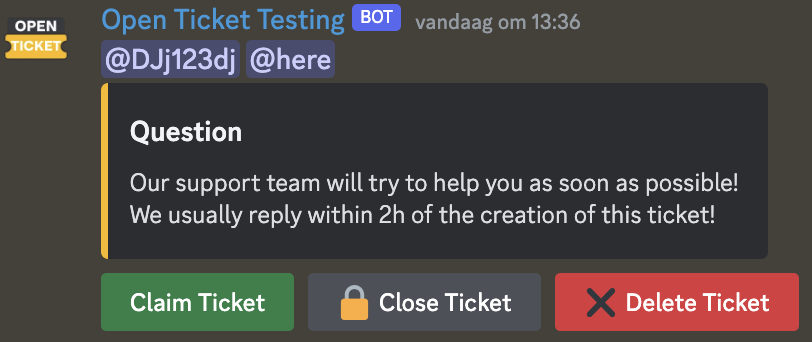 OPEN
TICKET
Open Ticket Testing BOT vandaag om 13:36
@DJj123dj @here
Question
Our support team will try to help you as soon as possible!
We usually reply within 2h of the creation of this ticket!
Claim Ticket
Close Ticket
Delete Ticket